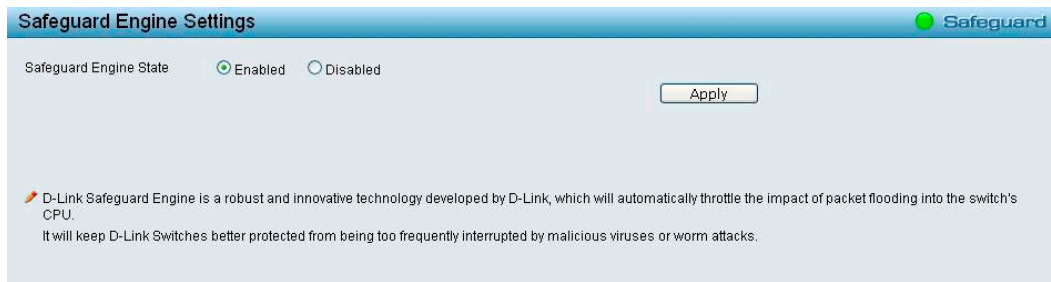 Safeguard Engine Settings
Safeguard
Safeguard Engine State Enabled Disabled
Apply
D-Link Safeguard Engine is a robust and innovative technology developed by D-Link, which will automatically throttle the impact of packet flooding into the switch's
CPU.
It will keep D-Link Switches better protected from being too frequently interrupted by malicious viruses or worm attacks.